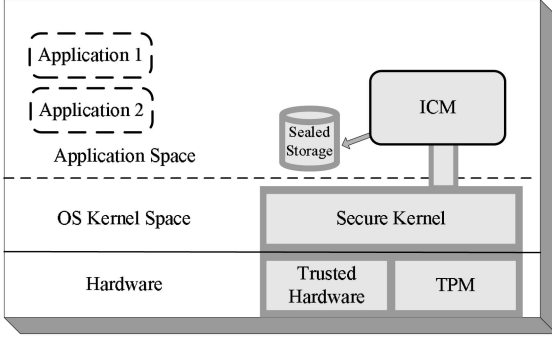 Application 1
Application 2
ICM
Sealed
Storage
Application Space
OS Kernel Space
Secure Kernel
Hardware
Trusted
Hardware
TPM